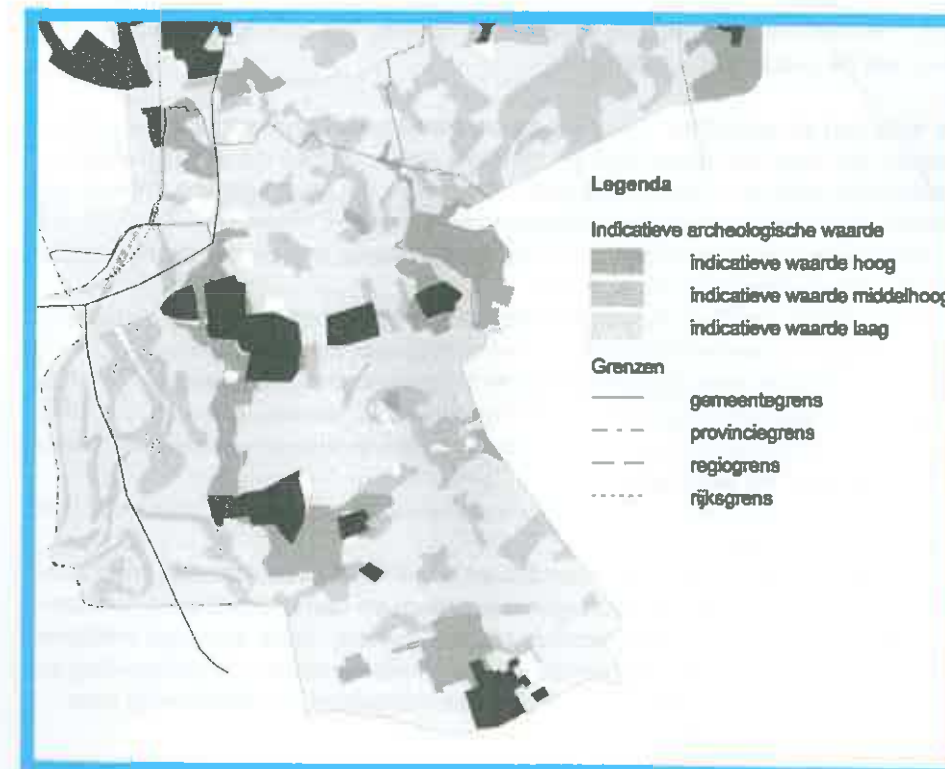 Legenda
Indicatieve archeologische waarde
indicatieve waarde hoog
indicatieve waarde middelhoog
indicatieve waarde laag
Grenzen
gemeentegrens
provinciegrens
regiogrens
rijksgrens